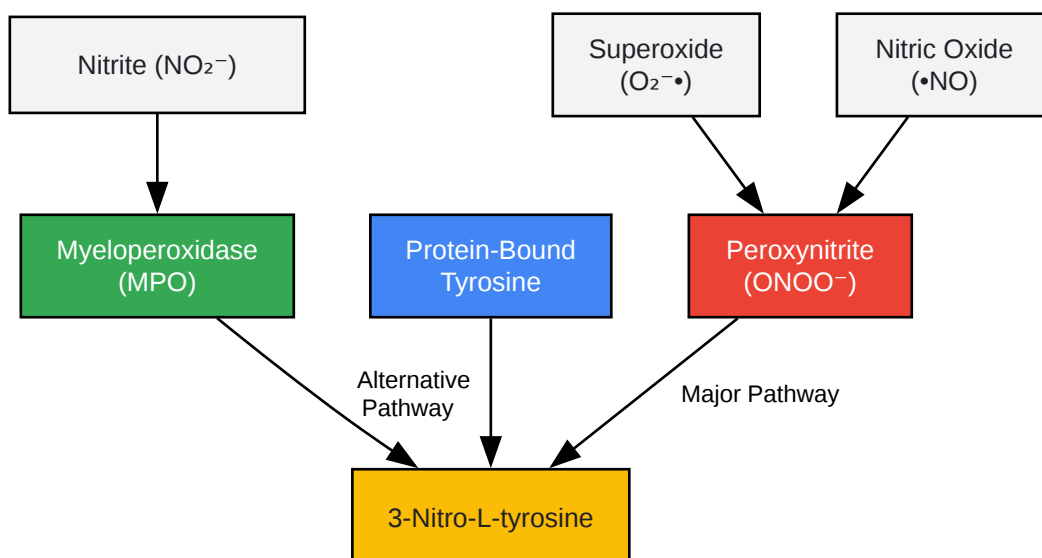 Nitrite (NO₂⁻)
Superoxide
(O₂⁻•)
Nitric Oxide
(•NO)
Myeloperoxidase
(MPO)
Protein-Bound
Tyrosine
Peroxynitrite
(ONOO⁻)
Alternative
Pathway
Major Pathway
3-Nitro-L-tyrosine